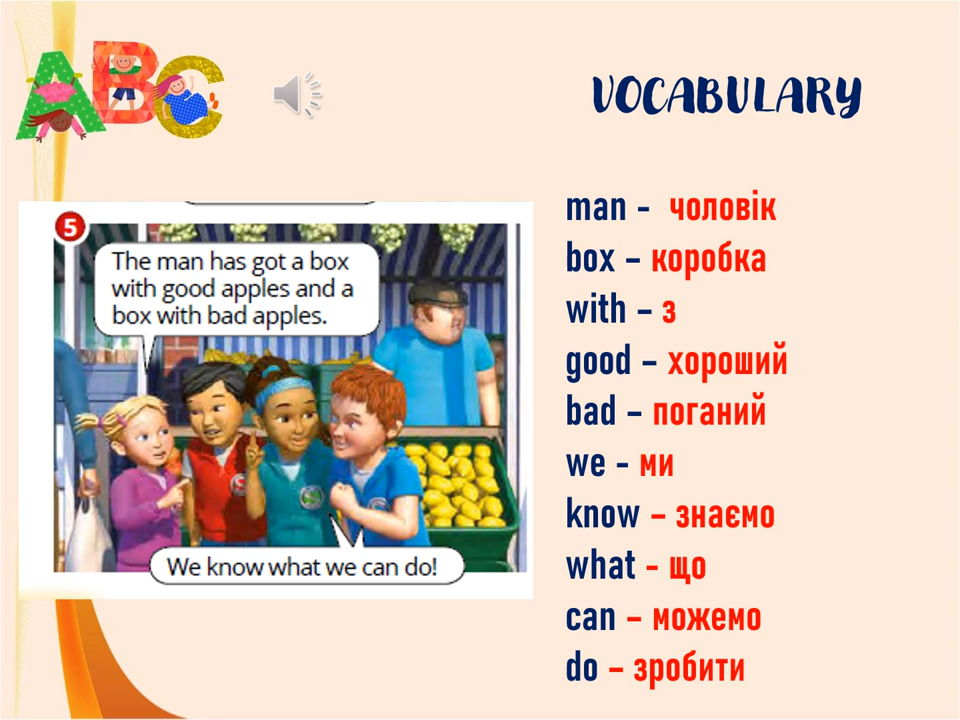 ABC
VOCABULARY
5
The man has got a box
with good apples and a
box with bad apples.
We know what we can do!
man - чоловік
box – коробка
with – з
good – хороший
bad – поганий
we - ми
know – знаємо
what - що
can – можемо
do – зробити